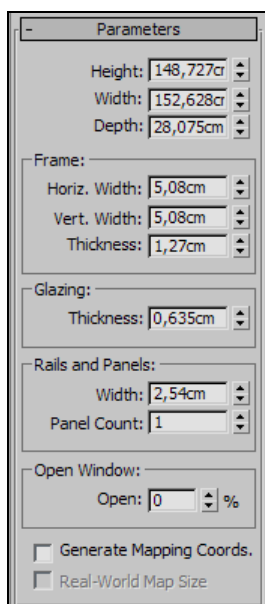 - Parameters
Height: 148,727cr
Width: 152,628cr
Depth: 28,075cm
Frame:
Horiz. Width: 5,08cm
Vert. Width: 5,08cm
Thickness: 1,27cm
Glazing:
Thickness: 0,635cm
Rails and Panels:
Width: 2,54cm
Panel Count: 1
Open Window:
Open: 0 %
Generate Mapping Coords.
Real-World Map Size